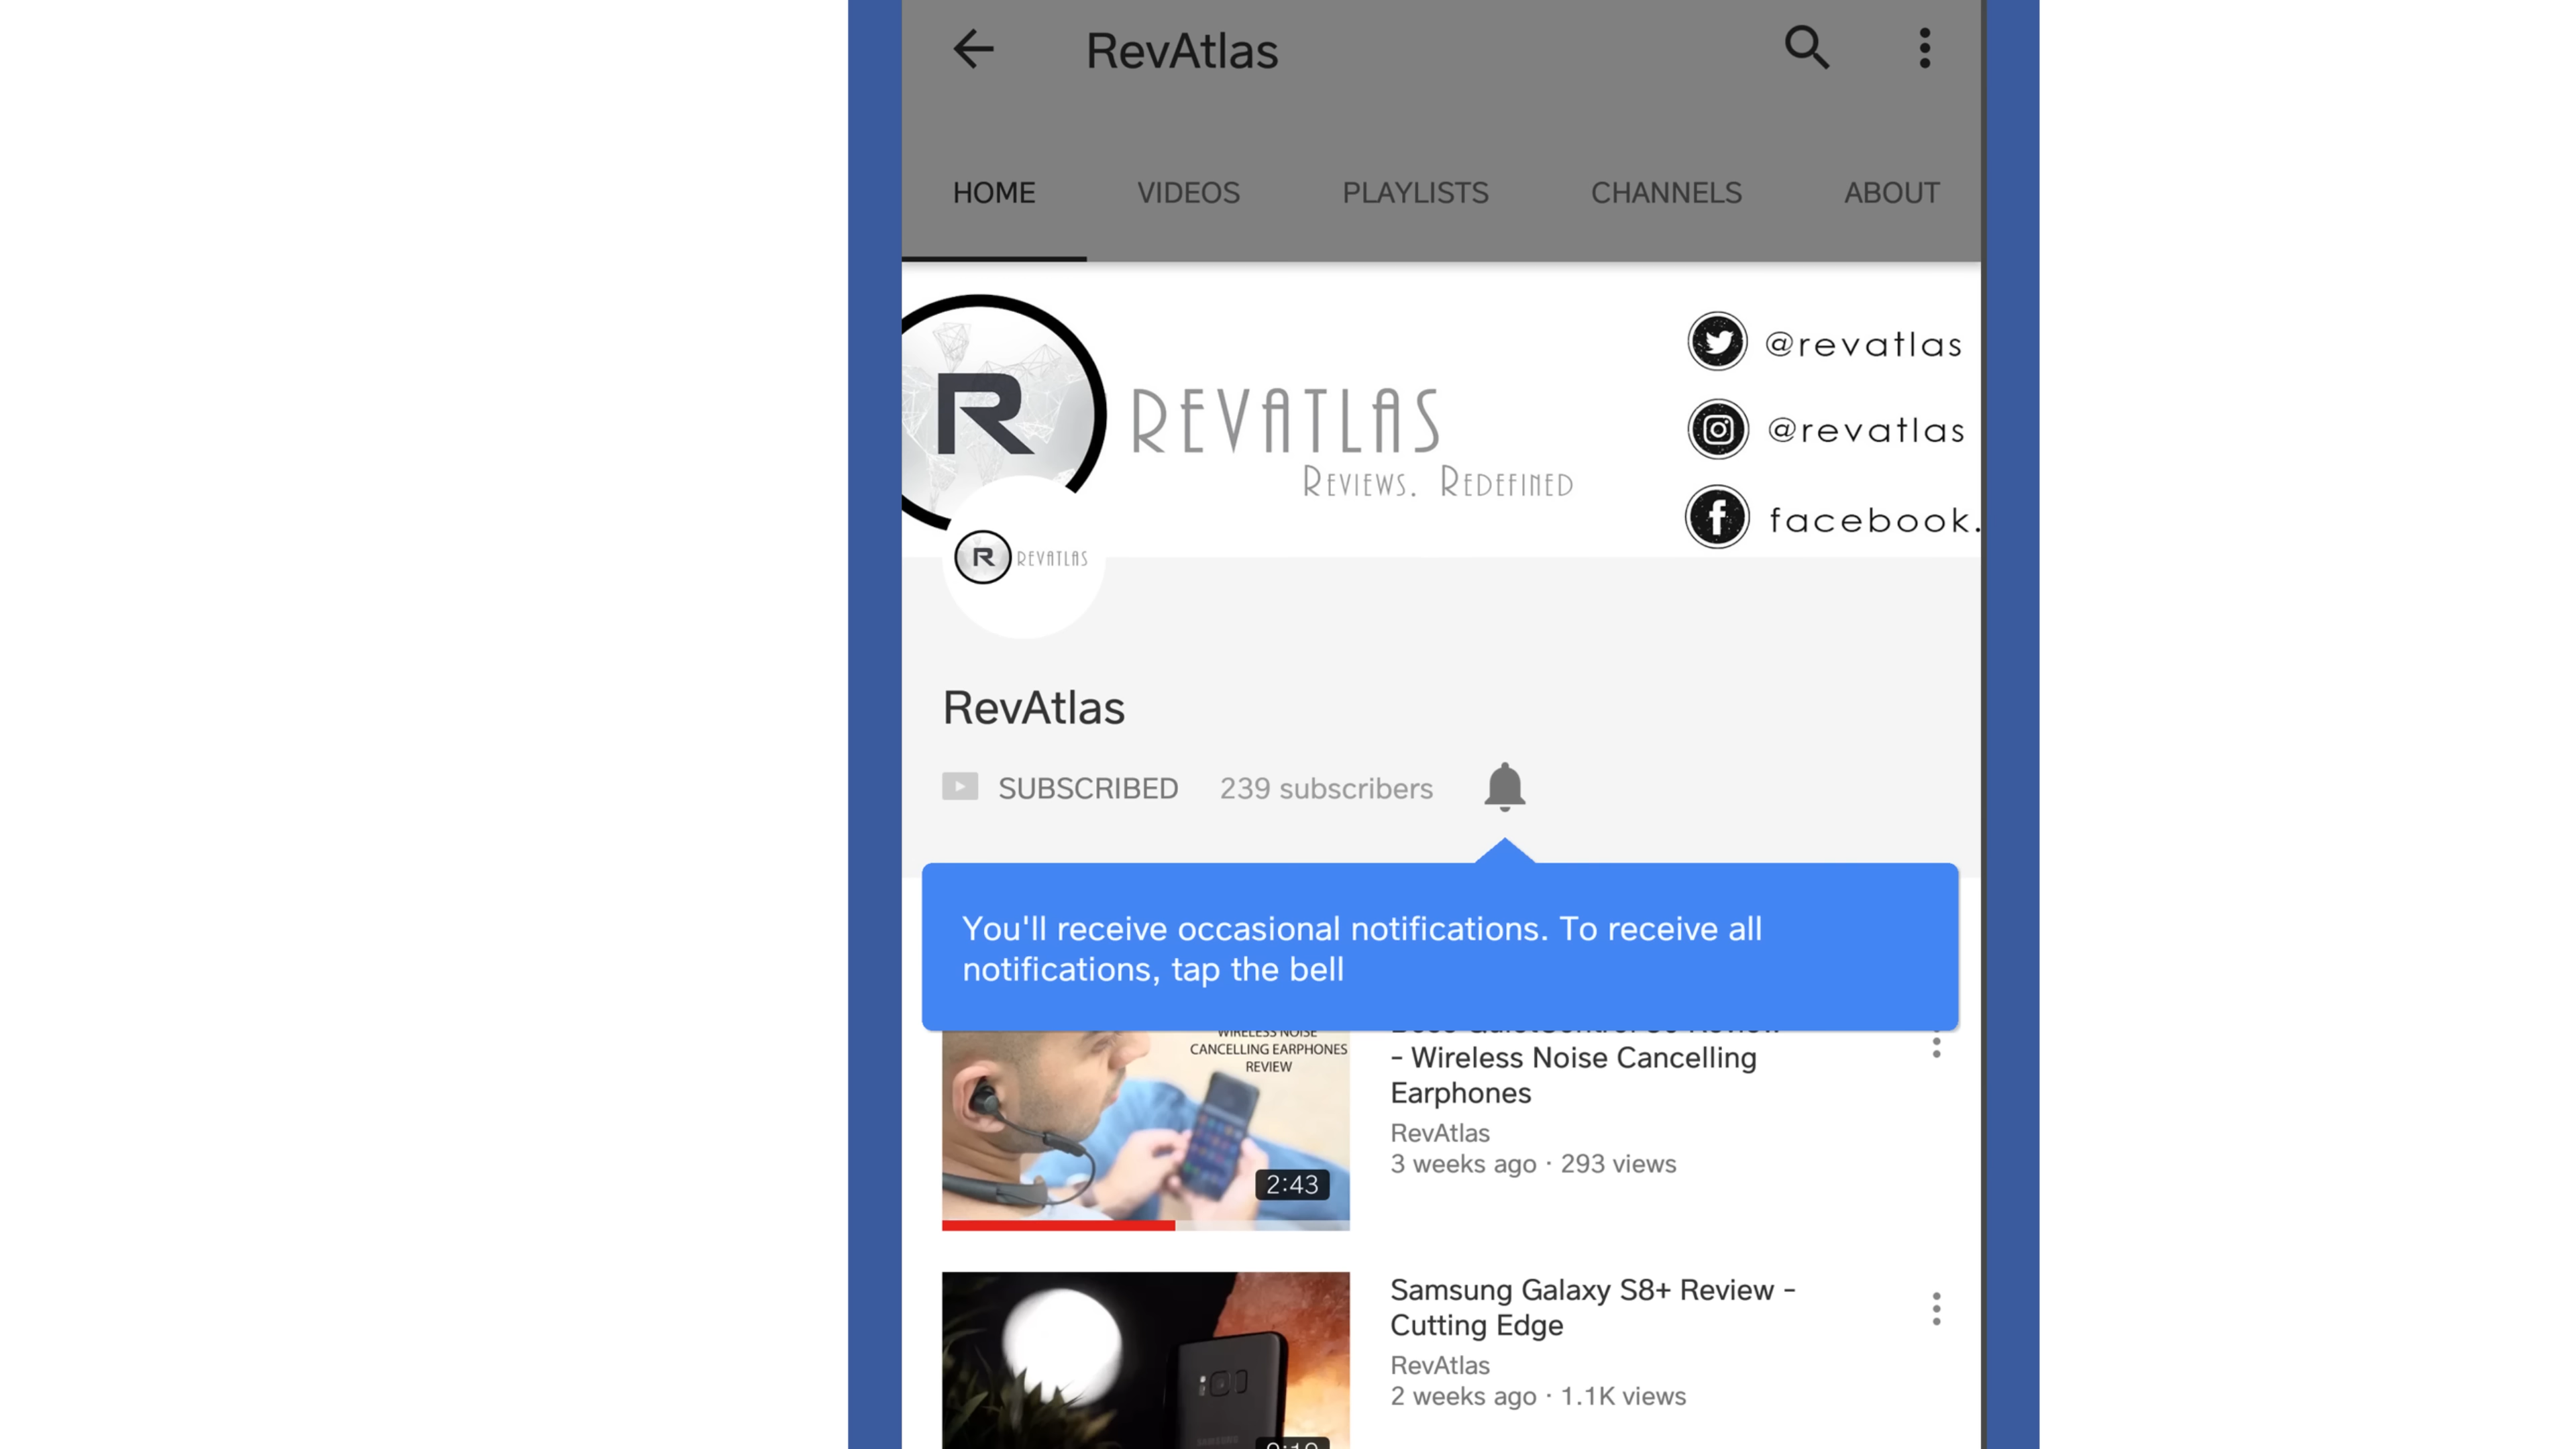 RevAtlas
HOME VIDEOS PLAYLISTS CHANNELS ABOUT
R
REVATLAS
REVIEWS. REDEFINED
@revatlas
@revatlas
facebook.
R REVATLAS
RevAtlas
SUBSCRIBED 239 subscribers
You'll receive occasional notifications. To receive all
notifications, tap the bell
WIRELESS NOISE
CANCELLING EARPHONES
REVIEW
2:43
- Wireless Noise Cancelling
Earphones
RevAtlas
3 weeks ago · 293 views
Samsung Galaxy S8+ Review -
Cutting Edge
RevAtlas
2 weeks ago · 1.1K views